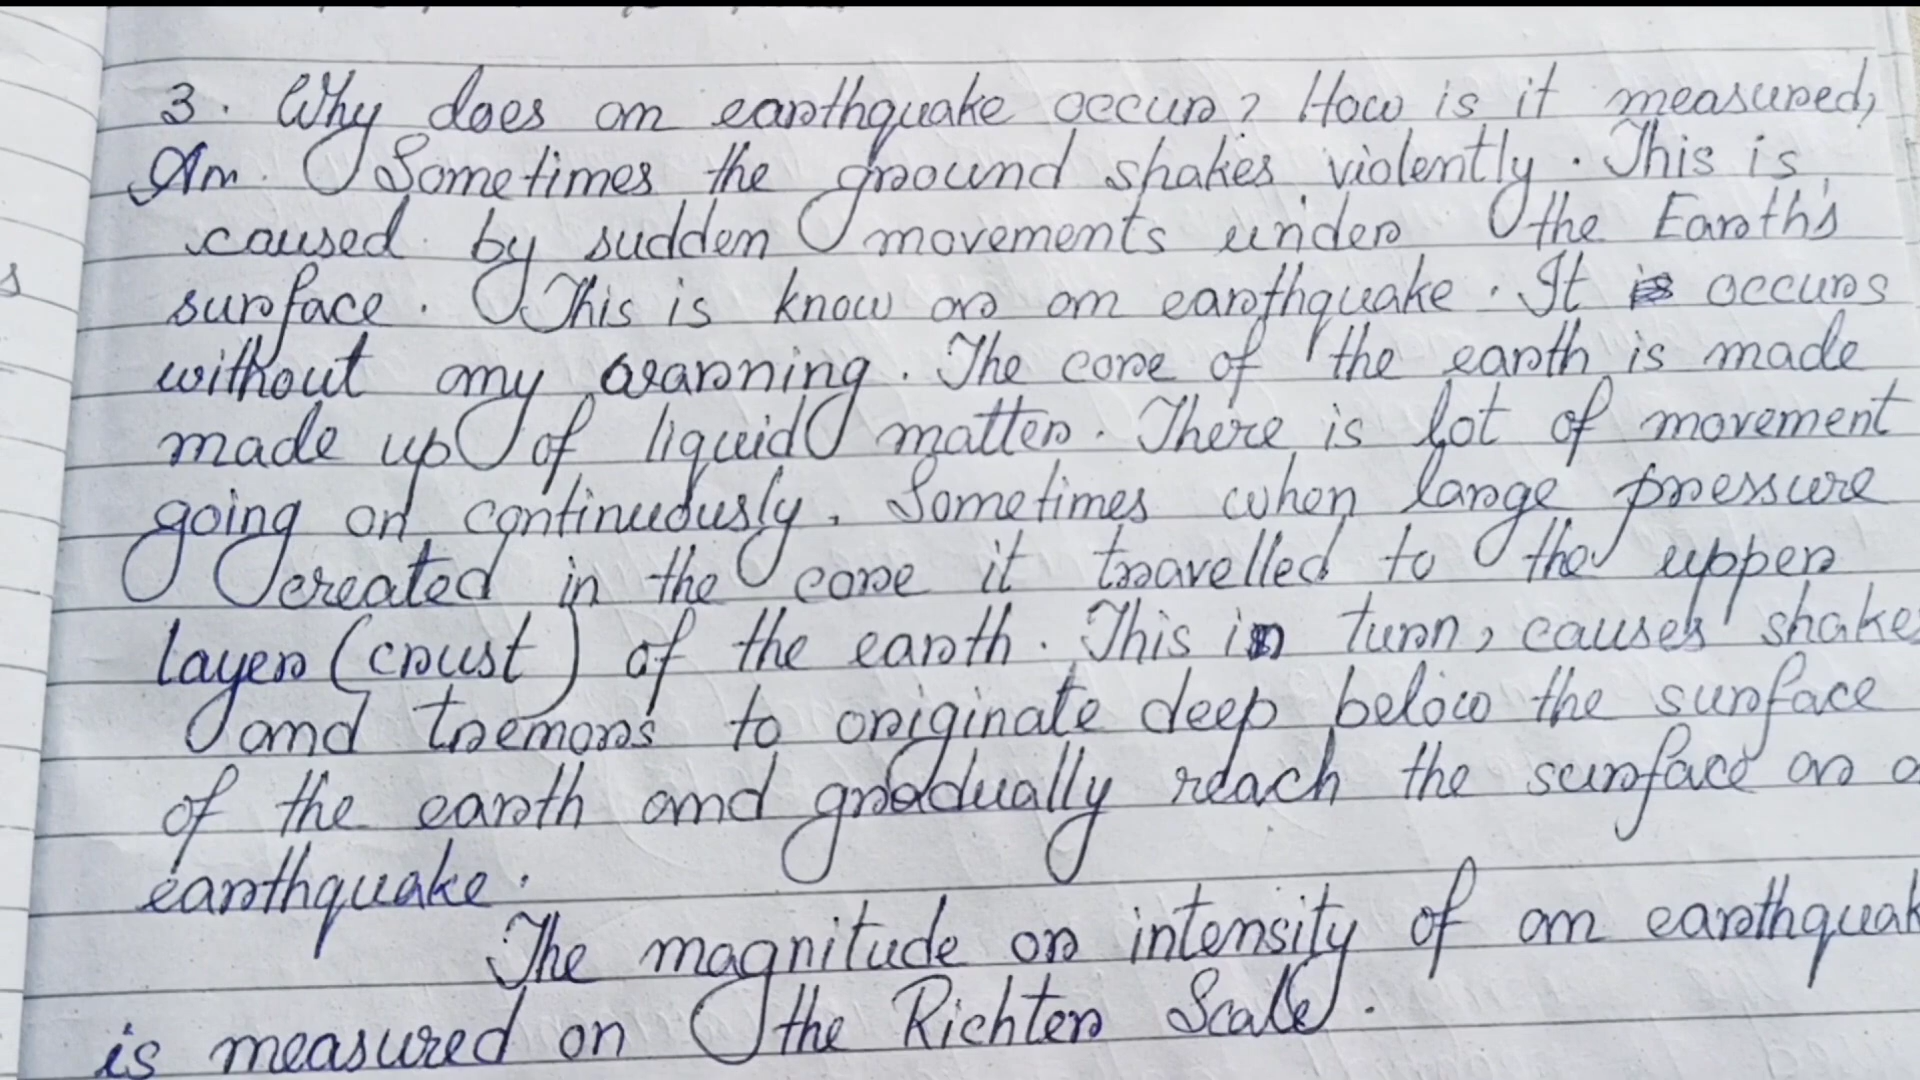 3. Why does an earthquake occur? How is it measured,
Ans. Sometimes the ground shakes violently. This is
caused by sudden movements under the Earth's
surface. This is know as an earthquake. It occurs
without any warning. The core of the earth is made
made up of liquid matter. There is lot of movement
going on continuously. Sometimes when large pressure
created in the core it travelled to the upper
layer (crust) of the earth. This in turn, causes shakes
and tremors to originate deep below the surface
of the earth and gradually reach the surface as a
earthquake.
The magnitude or intensity of an earthquak
is measured on the Richter Scale.